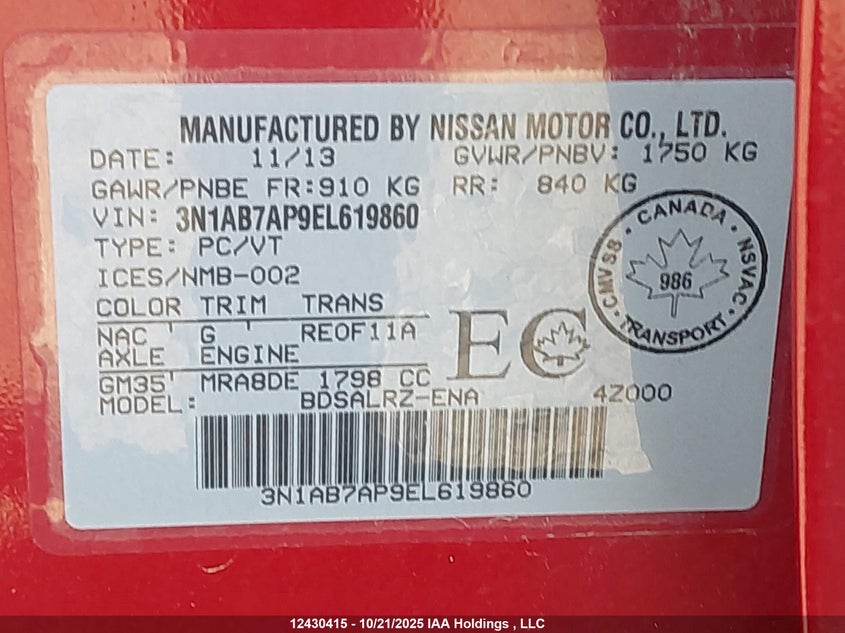 MANUFACTURED BY NISSAN MOTOR CO., LTD.
DATE: 11/13 GVWR/PNBV: 1750 KG
GAWR/PNBE FR:910 KG RR: 840 KG
VIN: 3N1AB7AP9EL619860
TYPE: PC/VT
ICES/NMB-002
COLOR TRIM TRANS
NAC ' G ' RE0F11A
AXLE ENGINE
GM35' MRA8DE 1798 CC
MODEL: BDSALRZ-ENA 4Z000
EC
CANADA
CMVSS · NSVAC
986
TRANSPORT
3N1AB7AP9EL619860
12430415 - 10/21/2025 IAA Holdings , LLC